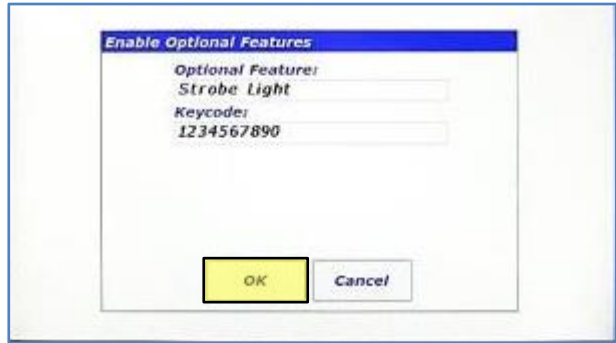 Enable Optional Features
Optional Feature:
Strobe Light
Keycode:
1234567890
OK Cancel